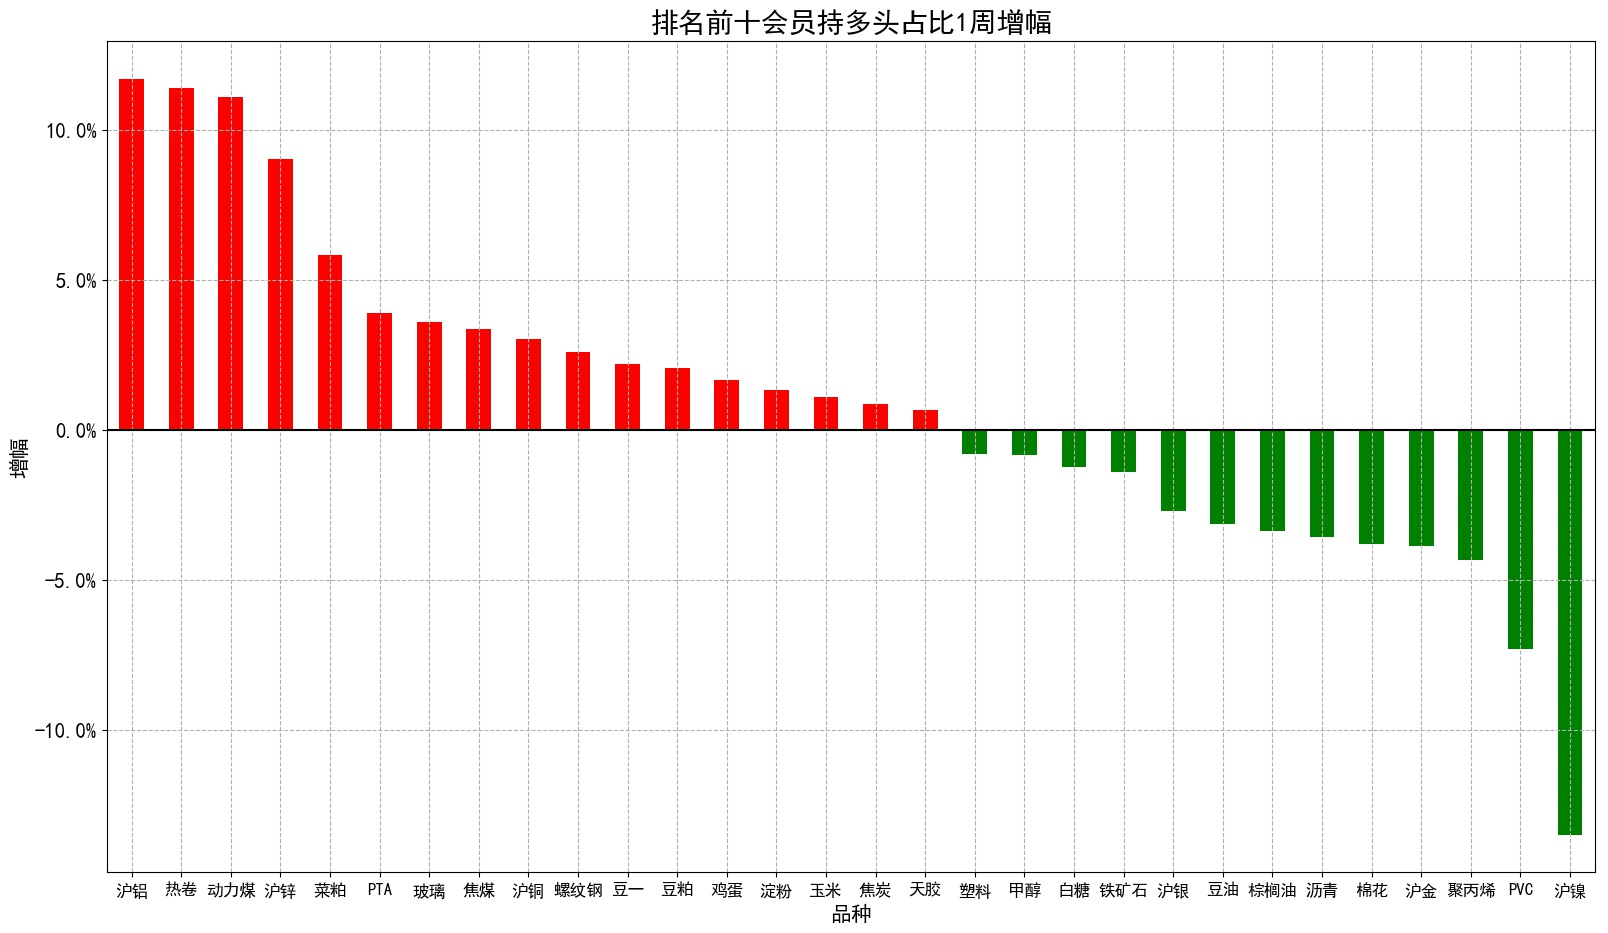 排名前十会员持多头占比1周增幅
10.0%
5.0%
0.0%
−5.0%
−10.0%
增幅
沪铝 热卷 动力煤 沪锌 菜粕 PTA 玻璃 焦煤 沪铜 螺纹钢 豆一 豆粕 鸡蛋 淀粉 玉米 焦炭 天胶 塑料 甲醇 白糖 铁矿石 沪银 豆油 棕榈油 沥青 棉花 沪金 聚丙烯 PVC 沪镍
品种